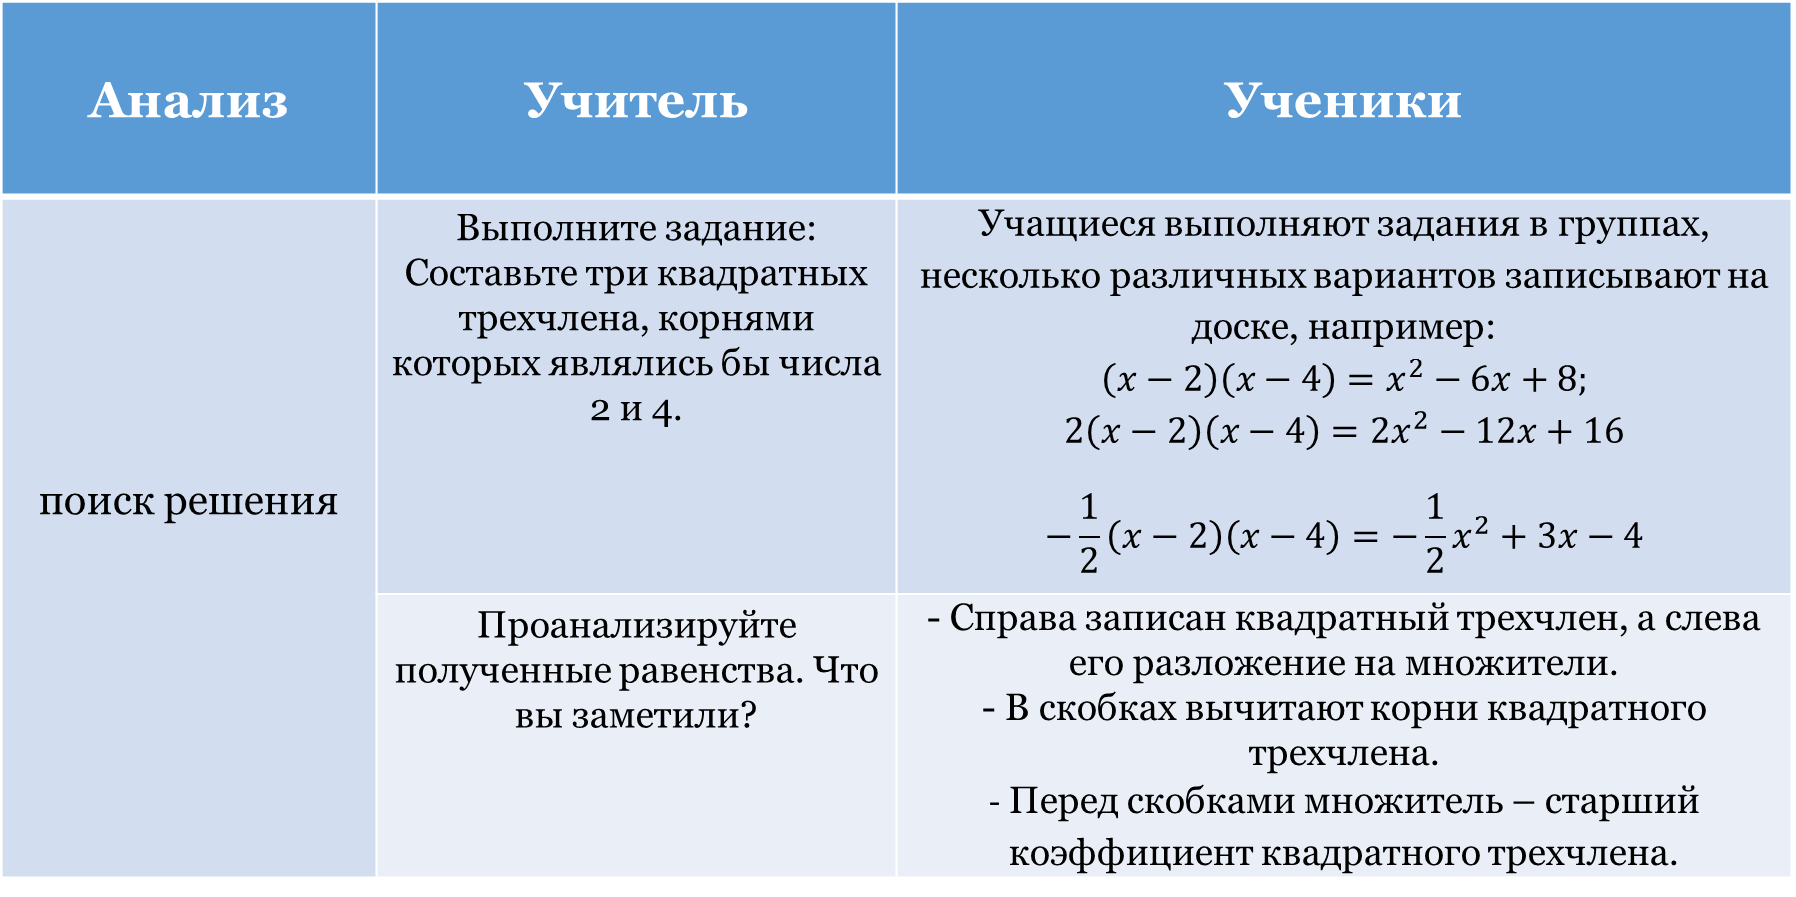 Анализ
Учитель
Ученики
поиск решения
Выполните задание:
Составьте три квадратных
трехчлена, корнями
которых являлись бы числа
2 и 4.
Учащиеся выполняют задания в группах,
несколько различных вариантов записывают на
доске, например:
(x − 2)(x − 4) = x² − 6x + 8;
2(x − 2)(x − 4) = 2x² − 12x + 16
−1/2(x − 2)(x − 4) = −1/2x² + 3x − 4
Проанализируйте
полученные равенства. Что
вы заметили?
- Справа записан квадратный трехчлен, а слева
его разложение на множители.
- В скобках вычитают корни квадратного
трехчлена.
- Перед скобками множитель – старший
коэффициент квадратного трехчлена.